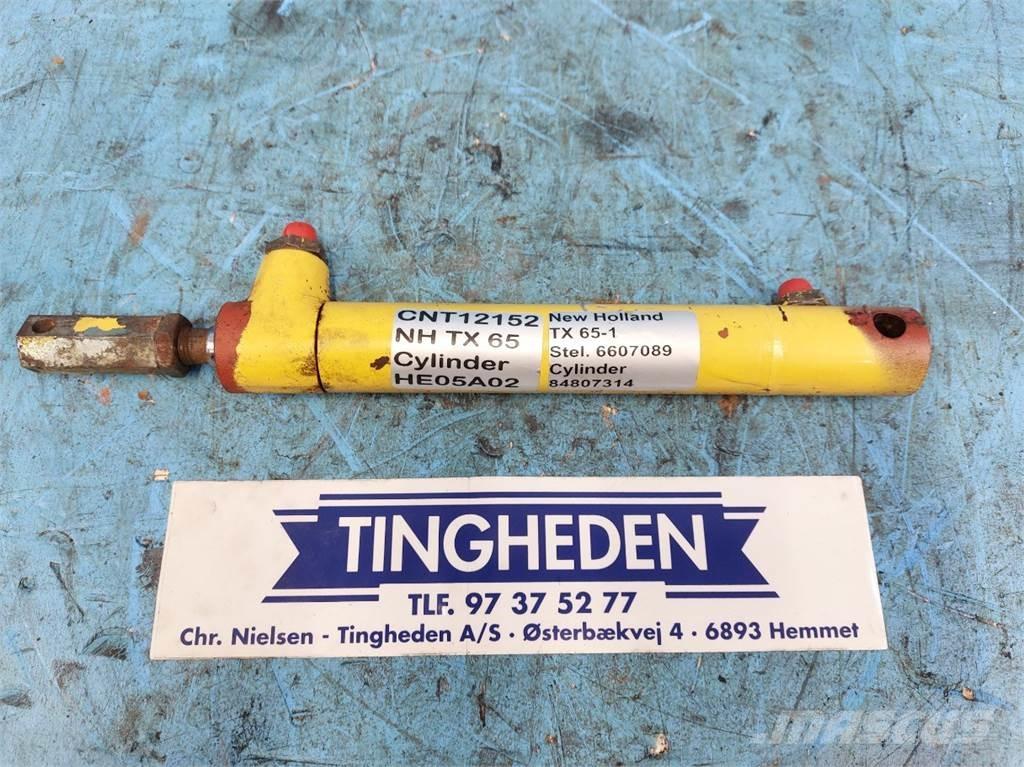 CNT12152
NH TX 65
Cylinder
HE05A02
New Holland
TX 65-1
Stel. 6607089
Cylinder
84807314
TINGHEDEN
TLF. 97 37 52 77
Chr. Nielsen - Tingheden A/S · Østerbækvej 4 · 6893 Hemmet
mascus